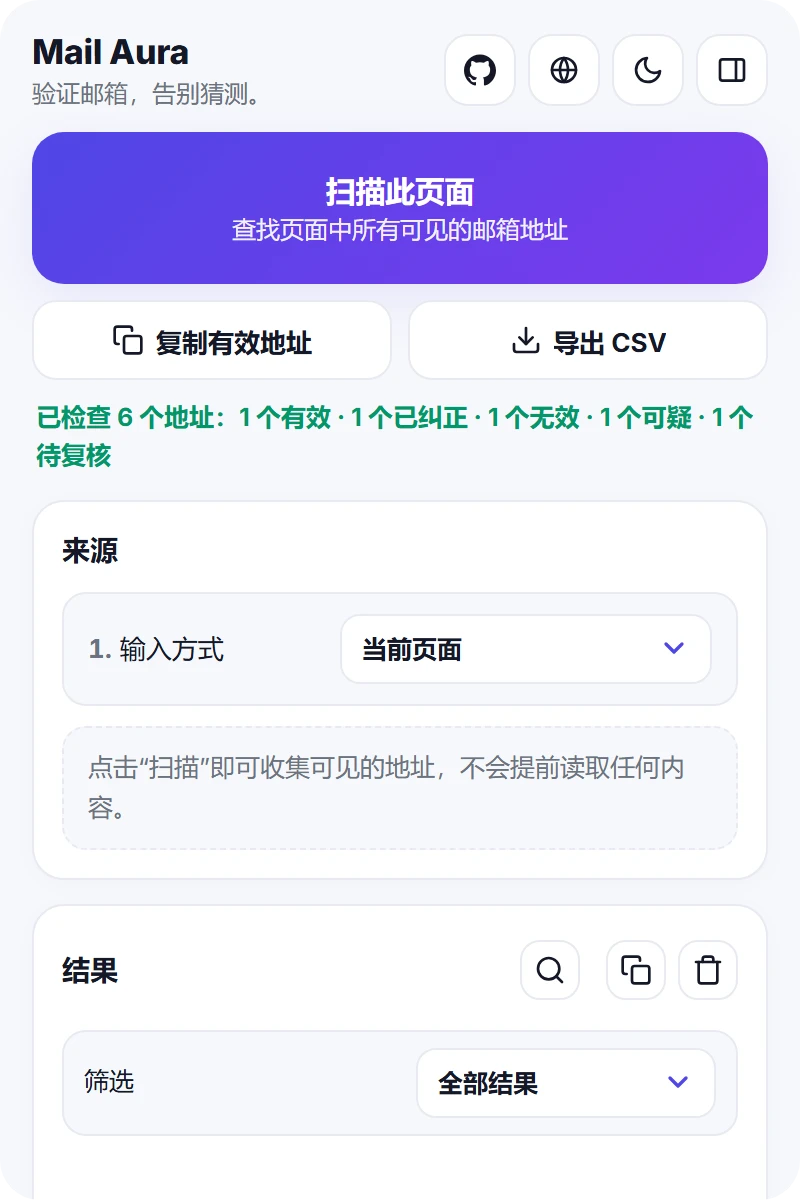 Mail Aura
验证邮箱，告别猜测。
扫描此页面
查找页面中所有可见的邮箱地址
复制有效地址
导出 CSV
已检查 6 个地址：1 个有效 · 1 个已纠正 · 1 个无效 · 1 个可疑 · 1 个
待复核
来源
1. 输入方式
当前页面
点击“扫描”即可收集可见的地址，不会提前读取任何内
容。
结果
筛选
全部结果